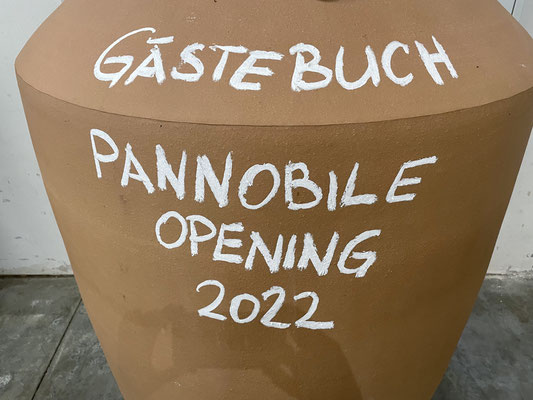 GÄSTEBUCH
PANNOBILE
OPENING
2022